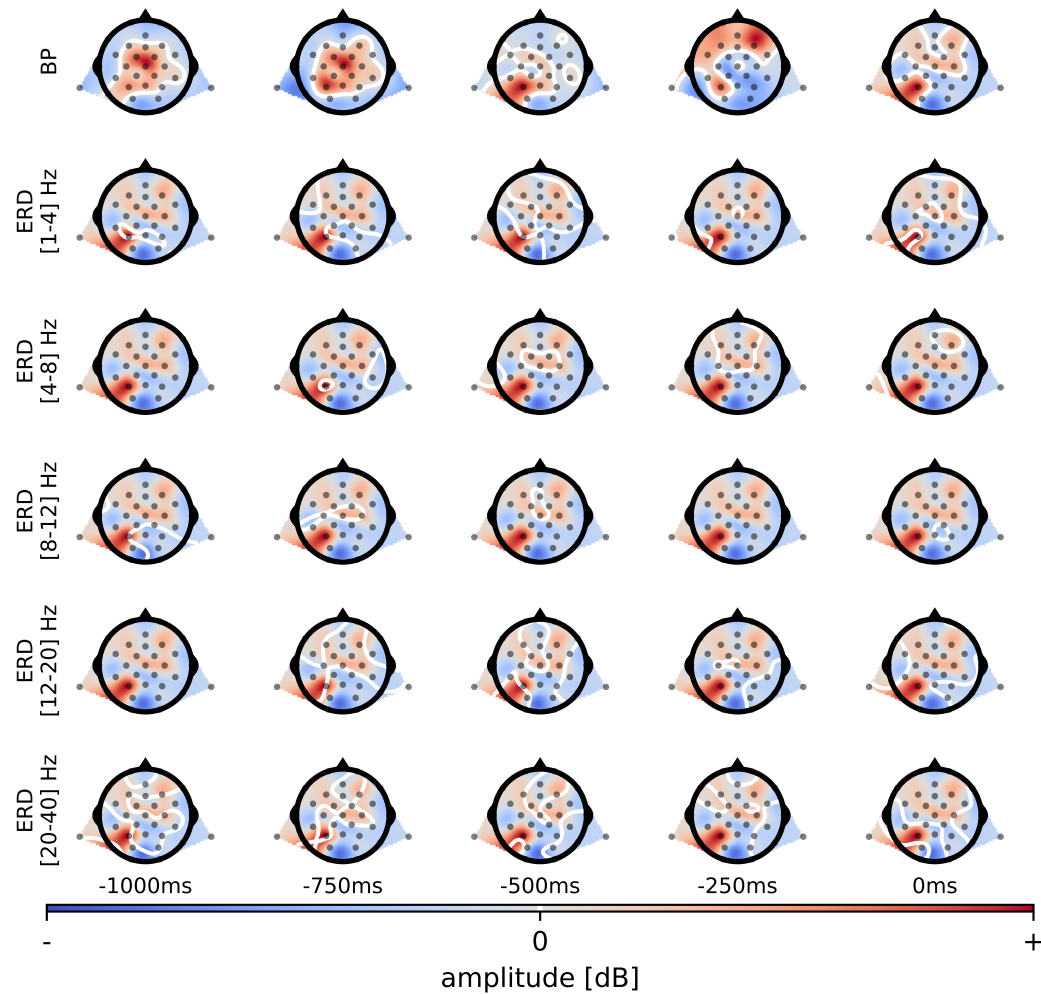 BP
ERD
[1-4] Hz
ERD
[4-8] Hz
ERD
[8-12] Hz
ERD
[12-20] Hz
ERD
[20-40] Hz
-1000ms -750ms -500ms -250ms 0ms
- 0 +
amplitude [dB]